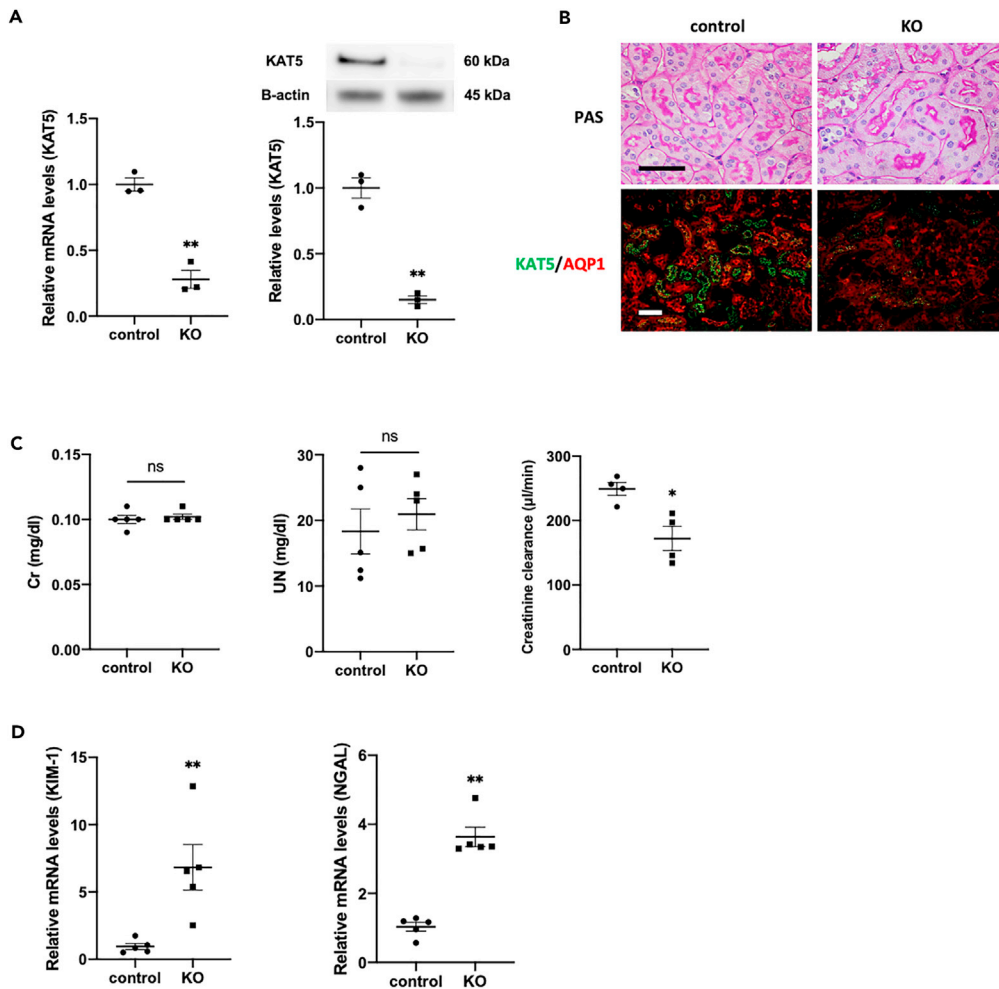 A
KAT5 60 kDa
B-actin 45 kDa
Relative mRNA levels (KAT5)
1.5
1.0
0.5
0.0
**
control KO
Relative levels (KAT5)
1.5
1.0
0.5
0.0
**
control KO
B
control KO
PAS
KAT5/AQP1
C
Cr (mg/dl)
0.15
0.10
0.05
0.00
ns
control KO
UN (mg/dl)
30
20
10
0
ns
control KO
Creatinine clearance (µl/min)
300
200
100
0
*
control KO
D
Relative mRNA levels (KIM-1)
15
10
5
0
**
control KO
Relative mRNA levels (NGAL)
6
4
2
0
**
control KO